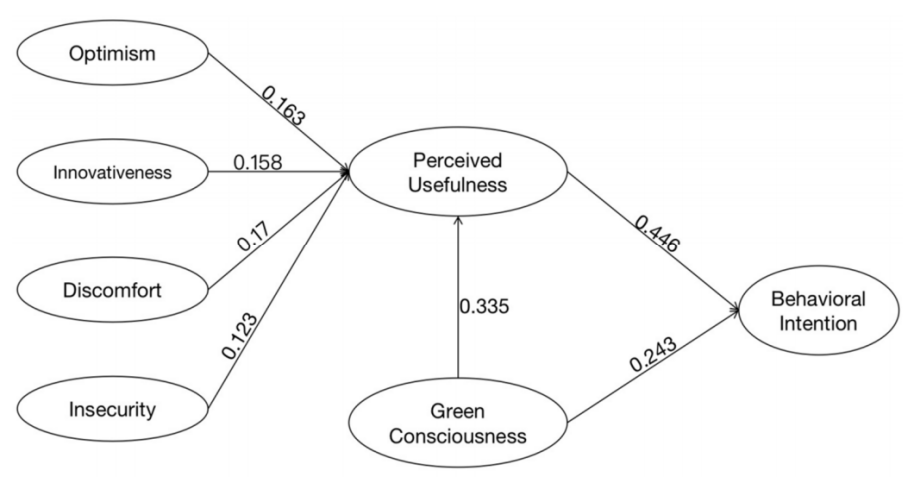 Optimism
0.163
Innovativeness
0.158
Perceived
Usefulness
0.17
Discomfort
0.446
0.123
0.335
Behavioral
Intention
0.243
Insecurity
Green
Consciousness